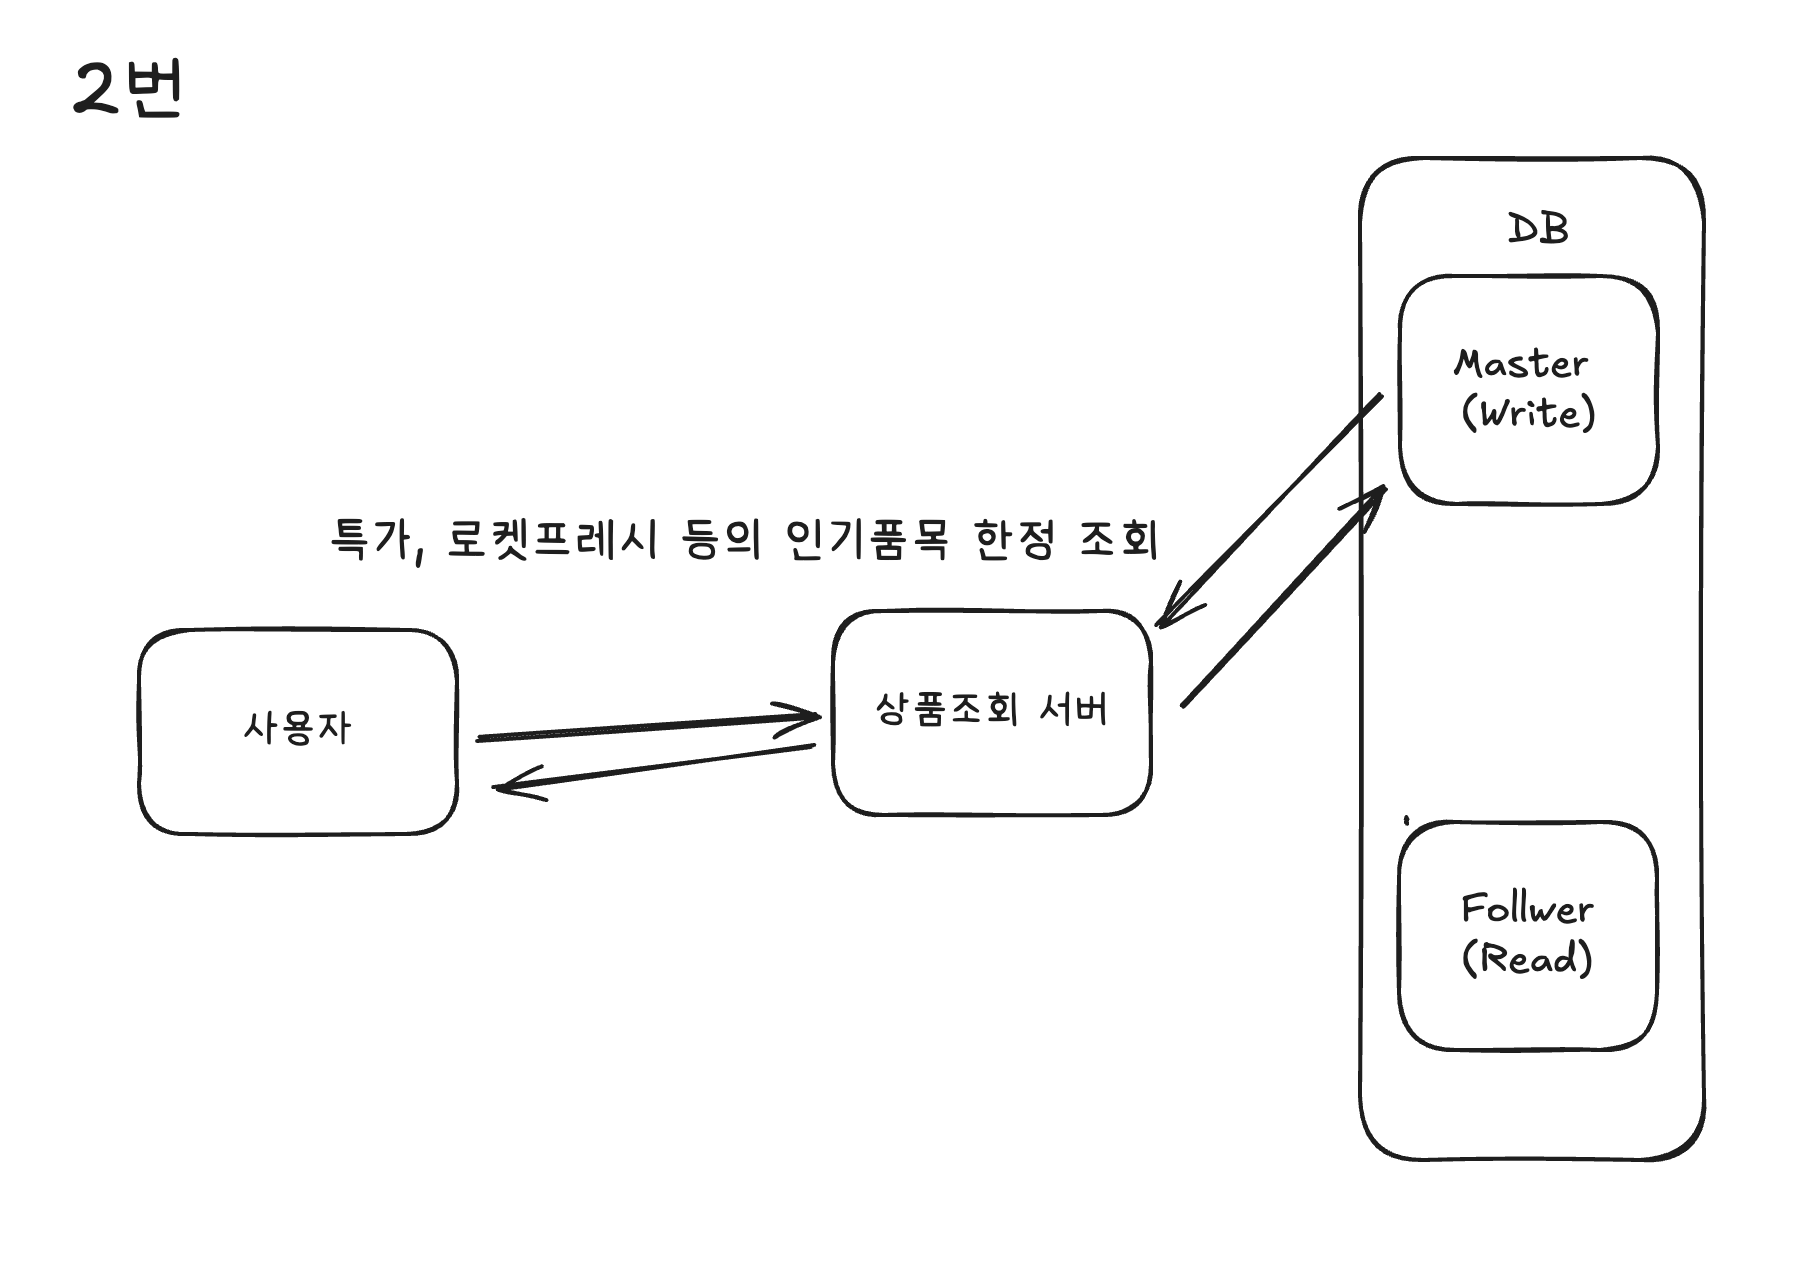 2번
DB
Master
(Write)
특가, 로켓프레시 등의 인기품목 한정 조회
사용자
상품조회 서버
Follwer
(Read)